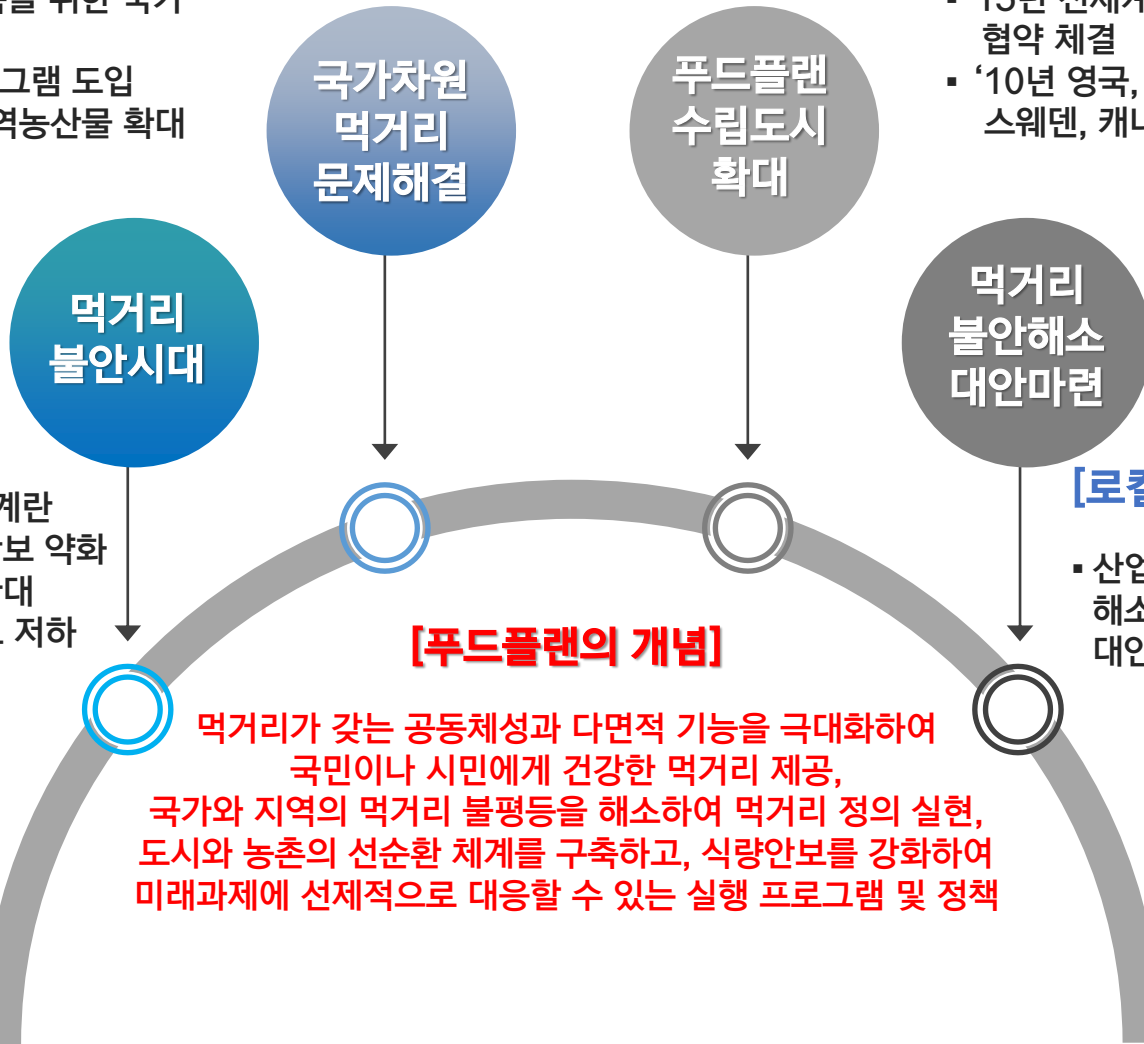 위한 국가
그램 도입
역농산물 확대
국가차원
먹거리
문제해결
푸드플랜
수립도시
확대
협약 체결
▪ ‘10년 영국,
스웨덴, 캐나
먹거리
불안시대
먹거리
불안해소
대안마련
계란
안보 약화
확대
저하
[로컬
▪ 산업
해소
대안
[푸드플랜의 개념]
먹거리가 갖는 공동체성과 다면적 기능을 극대화하여
국민이나 시민에게 건강한 먹거리 제공,
국가와 지역의 먹거리 불평등을 해소하여 먹거리 정의 실현,
도시와 농촌의 선순환 체계를 구축하고, 식량안보를 강화하여
미래과제에 선제적으로 대응할 수 있는 실행 프로그램 및 정책